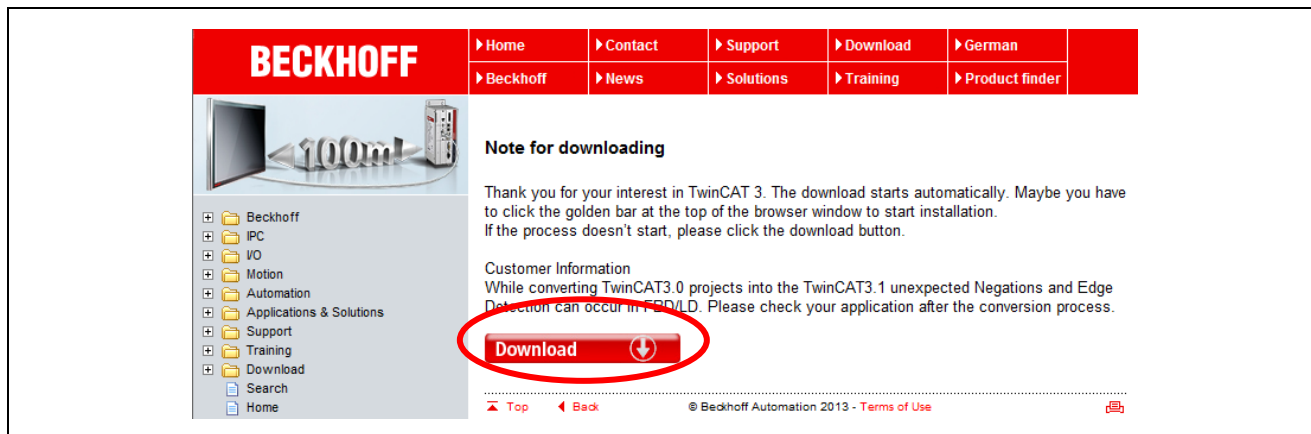 BECKHOFF
Home Contact Support Download German
Beckhoff News Solutions Training Product finder
100ml
Note for downloading
Thank you for your interest in TwinCAT 3. The download starts automatically. Maybe you have
to click the golden bar at the top of the browser window to start installation.
If the process doesn't start, please click the download button.
Customer Information
While converting TwinCAT3.0 projects into the TwinCAT3.1 unexpected Negations and Edge
Detection can occur in FBD/LD. Please check your application after the conversion process.
Download
Beckhoff
IPC
I/O
Motion
Automation
Applications & Solutions
Support
Training
Download
Search
Home
Top Back © Beckhoff Automation 2013 - Terms of Use